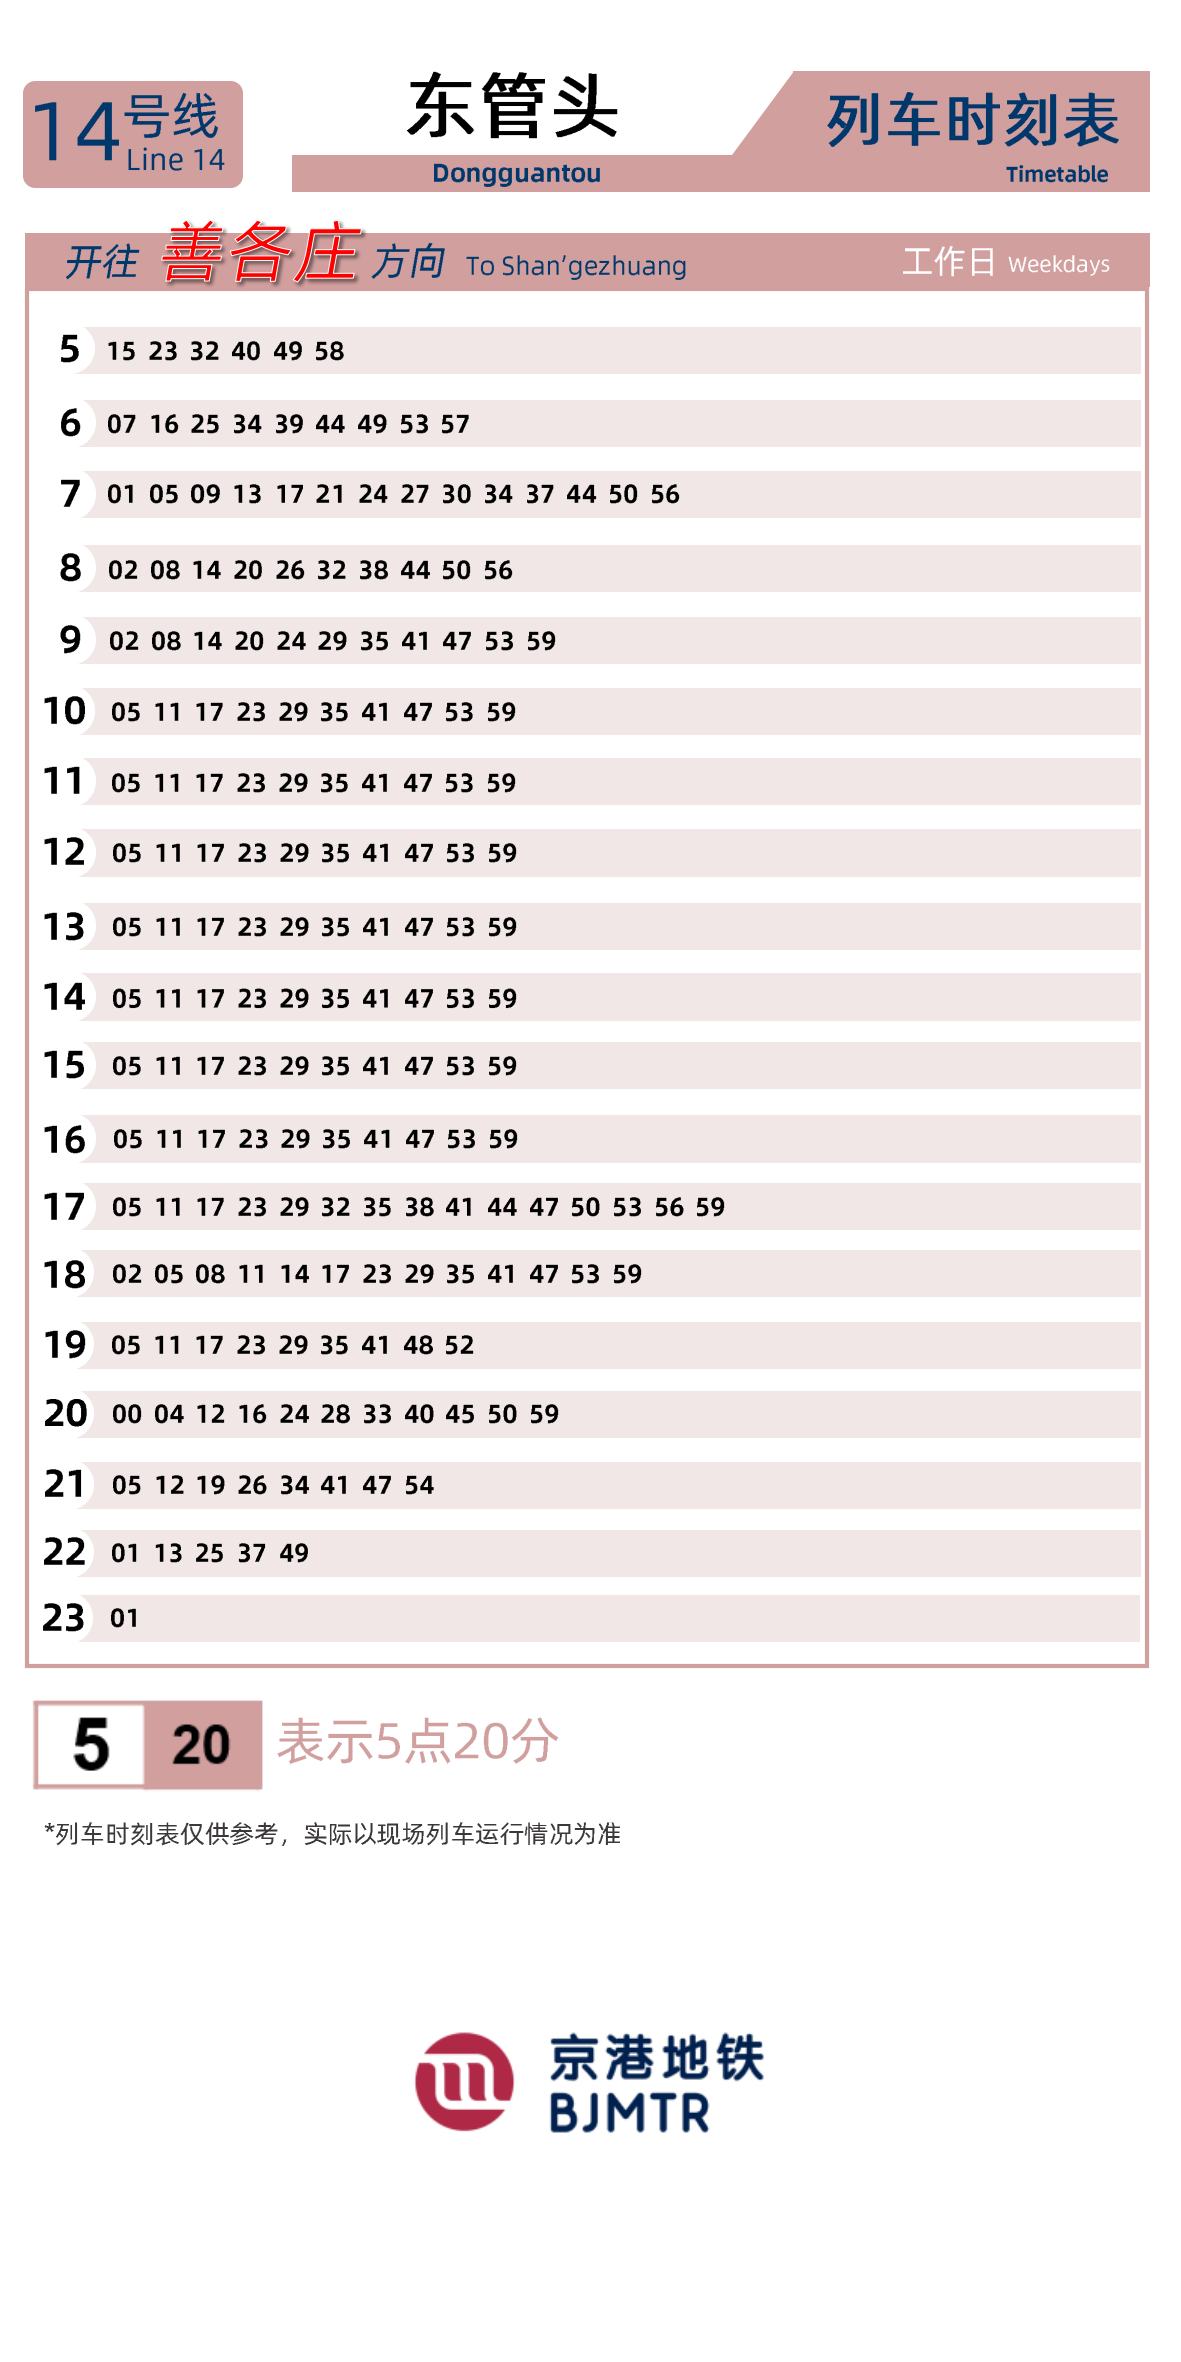 14号线
Line 14
东管头
Dongguantou
列车时刻表
Timetable
开往 善各庄 方向 To Shan’gezhuang 工作日 Weekdays
5 15 23 32 40 49 58
6 07 16 25 34 39 44 49 53 57
7 01 05 09 13 17 21 24 27 30 34 37 44 50 56
8 02 08 14 20 26 32 38 44 50 56
9 02 08 14 20 24 29 35 41 47 53 59
10 05 11 17 23 29 35 41 47 53 59
11 05 11 17 23 29 35 41 47 53 59
12 05 11 17 23 29 35 41 47 53 59
13 05 11 17 23 29 35 41 47 53 59
14 05 11 17 23 29 35 41 47 53 59
15 05 11 17 23 29 35 41 47 53 59
16 05 11 17 23 29 35 41 47 53 59
17 05 11 17 23 29 32 35 38 41 44 47 50 53 56 59
18 02 05 08 11 14 17 23 29 35 41 47 53 59
19 05 11 17 23 29 35 41 48 52
20 00 04 12 16 24 28 33 40 45 50 59
21 05 12 19 26 34 41 47 54
22 01 13 25 37 49
23 01
5 20 表示5点20分
*列车时刻表仅供参考，实际以现场列车运行情况为准
京港地铁
BJMTR